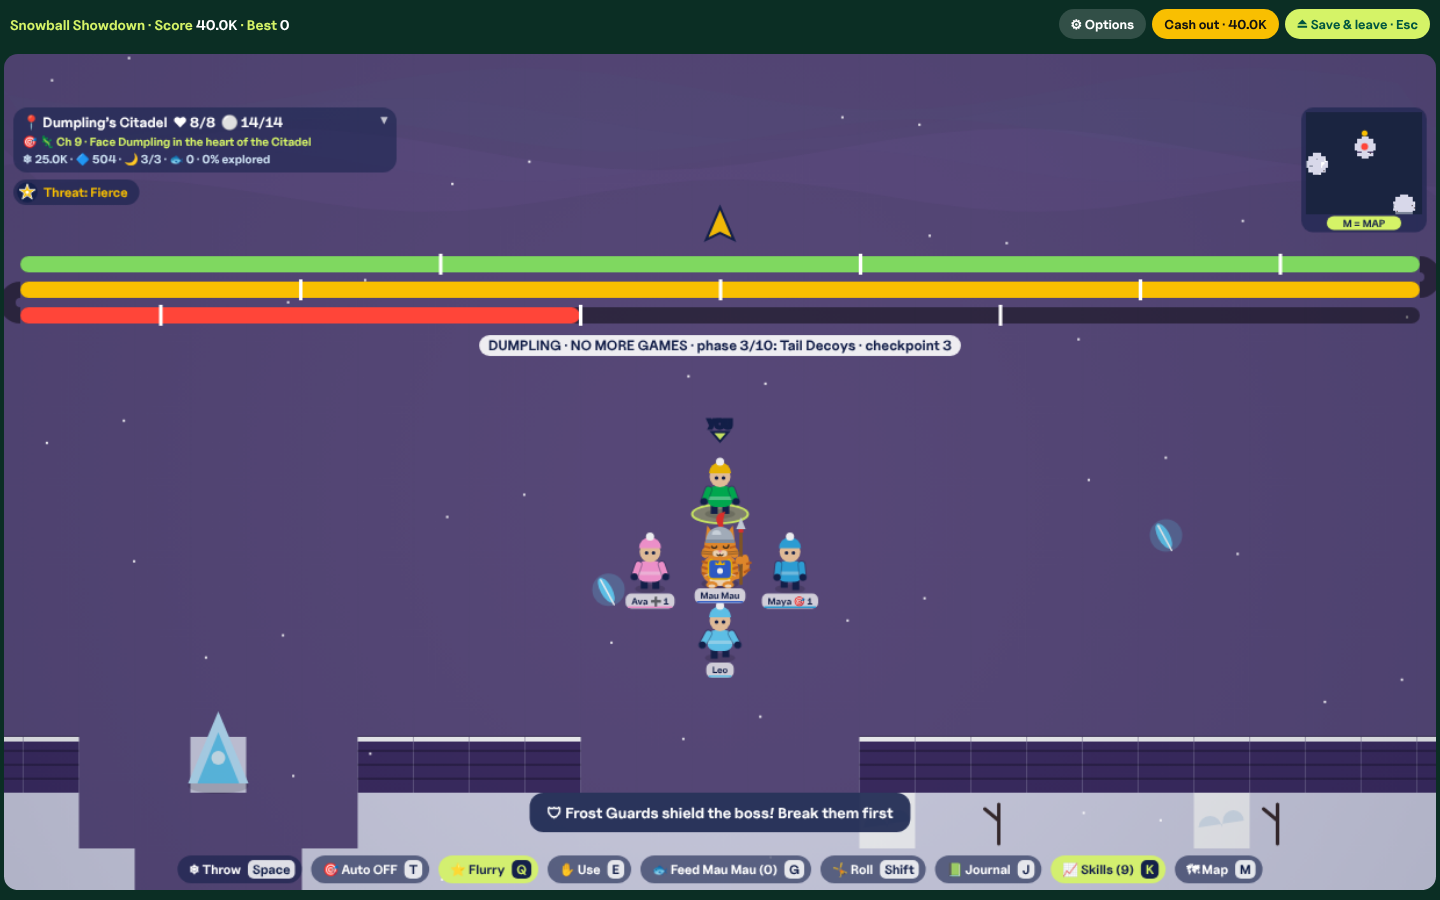 Snowball Showdown · Score 40.0K · Best 0
⚙ Options
Cash out · 40.0K
⏏ Save & leave · Esc
📍 Dumpling's Citadel ♥ 8/8 ⚪ 14/14 ▼
🎯 🦎 Ch 9 · Face Dumpling in the heart of the Citadel
❄ 25.0K · 🔷 504 · 🌙 3/3 · 🐟 0 · 0% explored
⭐ Threat: Fierce
M = MAP
DUMPLING · NO MORE GAMES · phase 3/10: Tail Decoys · checkpoint 3
YOU
Ava ➕ 1
Mau Mau
Maya 🎯 1
Leo
🛡 Frost Guards shield the boss! Break them first
❄ Throw Space
🎯 Auto OFF T
⭐ Flurry Q
✋ Use E
🐟 Feed Mau Mau (0) G
🤸 Roll Shift
📗 Journal J
📈 Skills (9) K
🗺 Map M